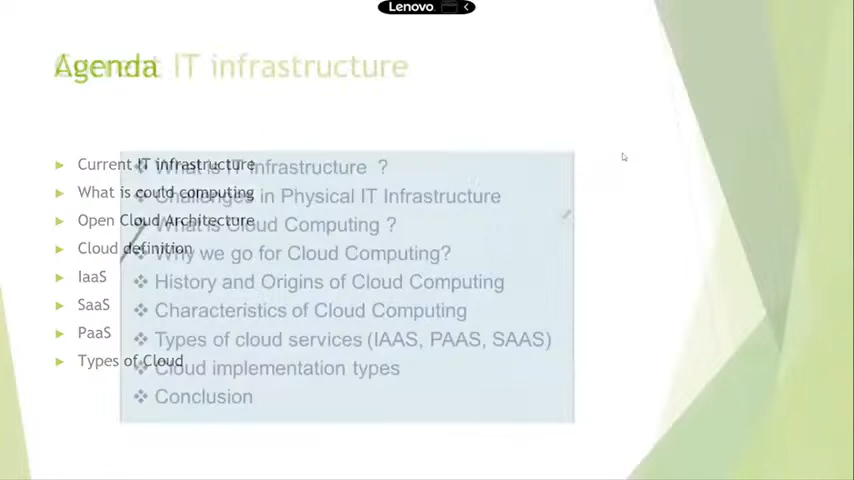 Lenovo
Agenda
Current IT infrastructure
Current IT infrastructure
What is could computing
Open Cloud Architecture
Cloud definition
IaaS
SaaS
PaaS
Types of Cloud
What is IT Infrastructure ?
Challenges in Physical IT Infrastructure
What is Cloud Computing ?
Why we go for Cloud Computing?
History and Origins of Cloud Computing
Characteristics of Cloud Computing
Types of cloud services (IAAS, PAAS, SAAS)
Cloud implementation types
Conclusion